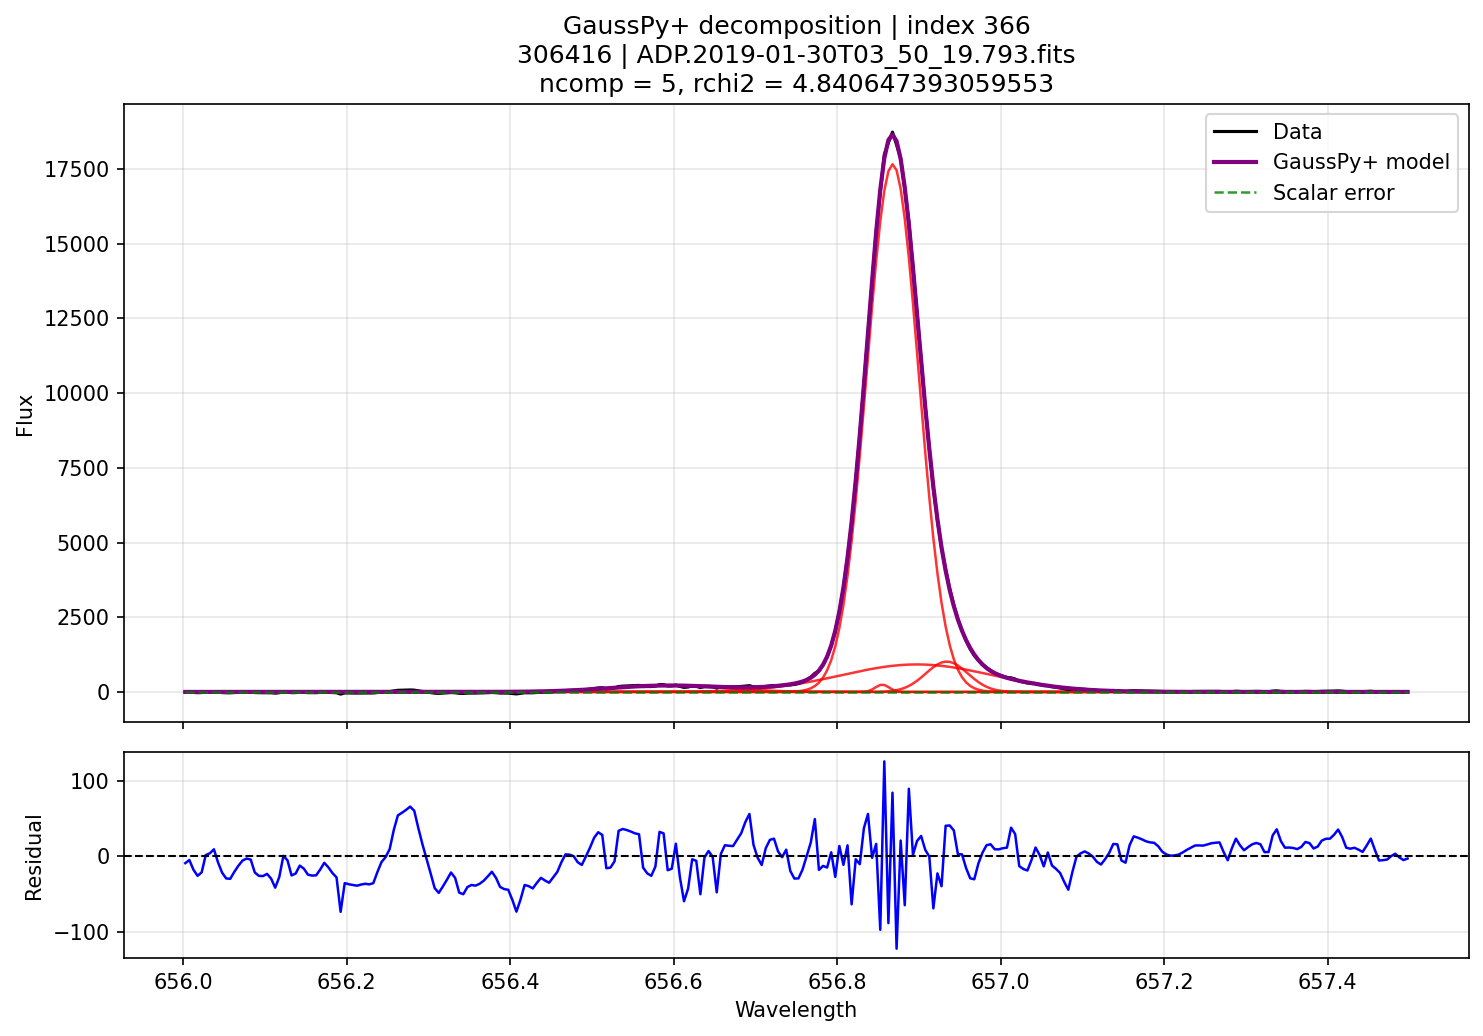 GaussPy+ decomposition | index 366
306416 | ADP.2019-01-30T03_50_19.793.fits
ncomp = 5, rchi2 = 4.840647393059553
Data
GaussPy+ model
Scalar error
17500
15000
12500
10000
7500
5000
2500
0
Flux
100
0
−100
Residual
656.0
656.2
656.4
656.6
656.8
657.0
657.2
657.4
Wavelength